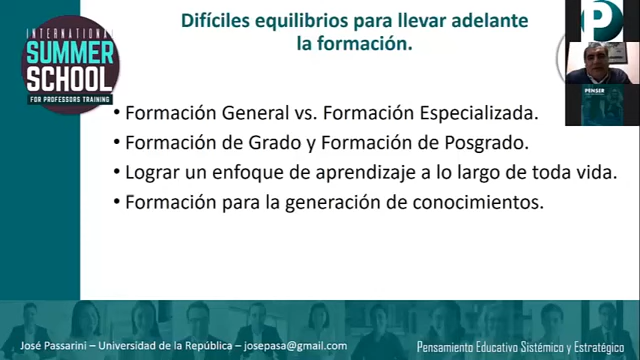 Difíciles equilibrios para llevar adelante
la formación.
INTERNATIONAL
SUMMER
SCHOOL
FOR PROFESSORS TRAINING
P
PENSER
• Formación General vs. Formación Especializada.
• Formación de Grado y Formación de Posgrado.
• Lograr un enfoque de aprendizaje a lo largo de toda vida.
• Formación para la generación de conocimientos.
José Passarini – Universidad de la República – josepasa@gmail.com
Pensamiento Educativo Sistémico y Estratégico